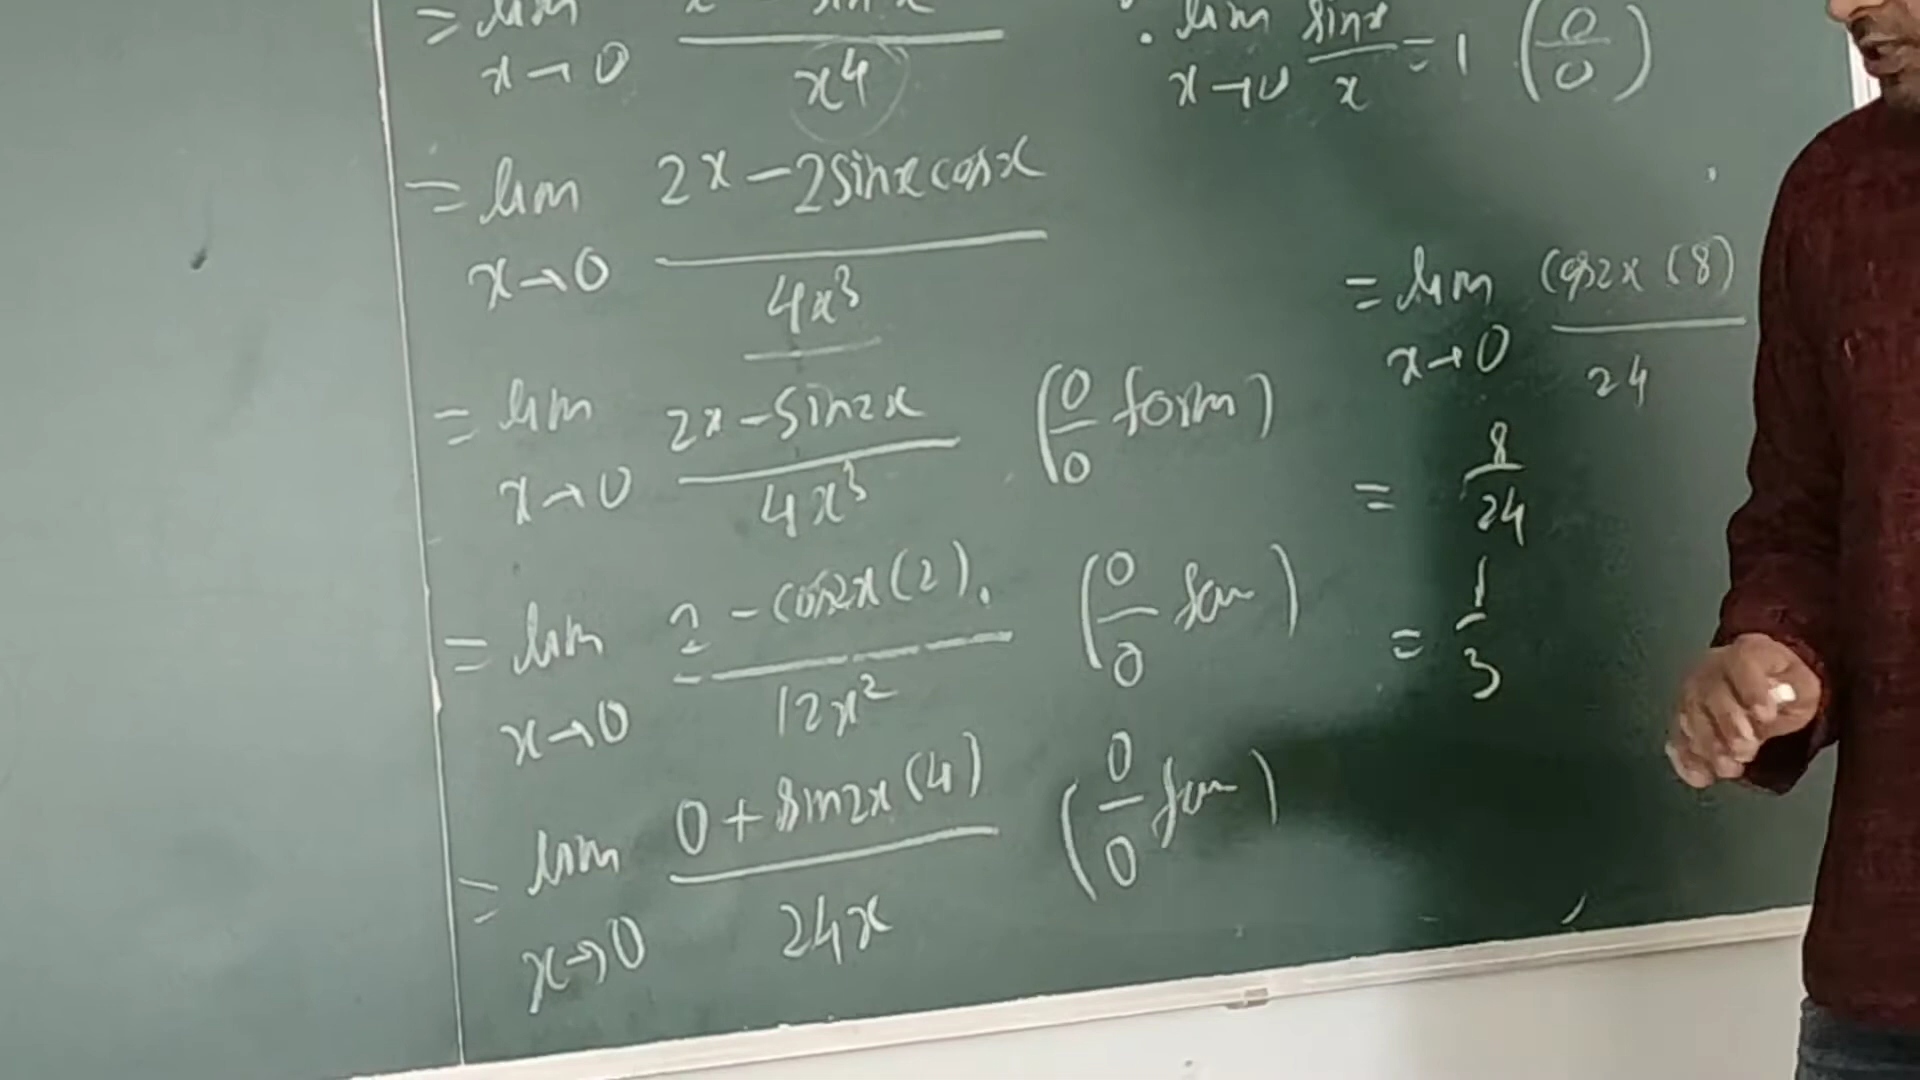 = lim
x→0 x4
lim sinx/x = 1 (0/0)
x→0
= lim 2x - 2sinx cosx
x→0 4x³
= lim 2x - sin2x (0/0 form)
x→0 4x³
= lim 2 - cos2x (2). (0/0 for)
x→0 12x²
= lim 0 + sin2x (4) (0/0 for)
x→0 24x
= lim cos2x (8)
x→0 24
= 8/24
= 1/3